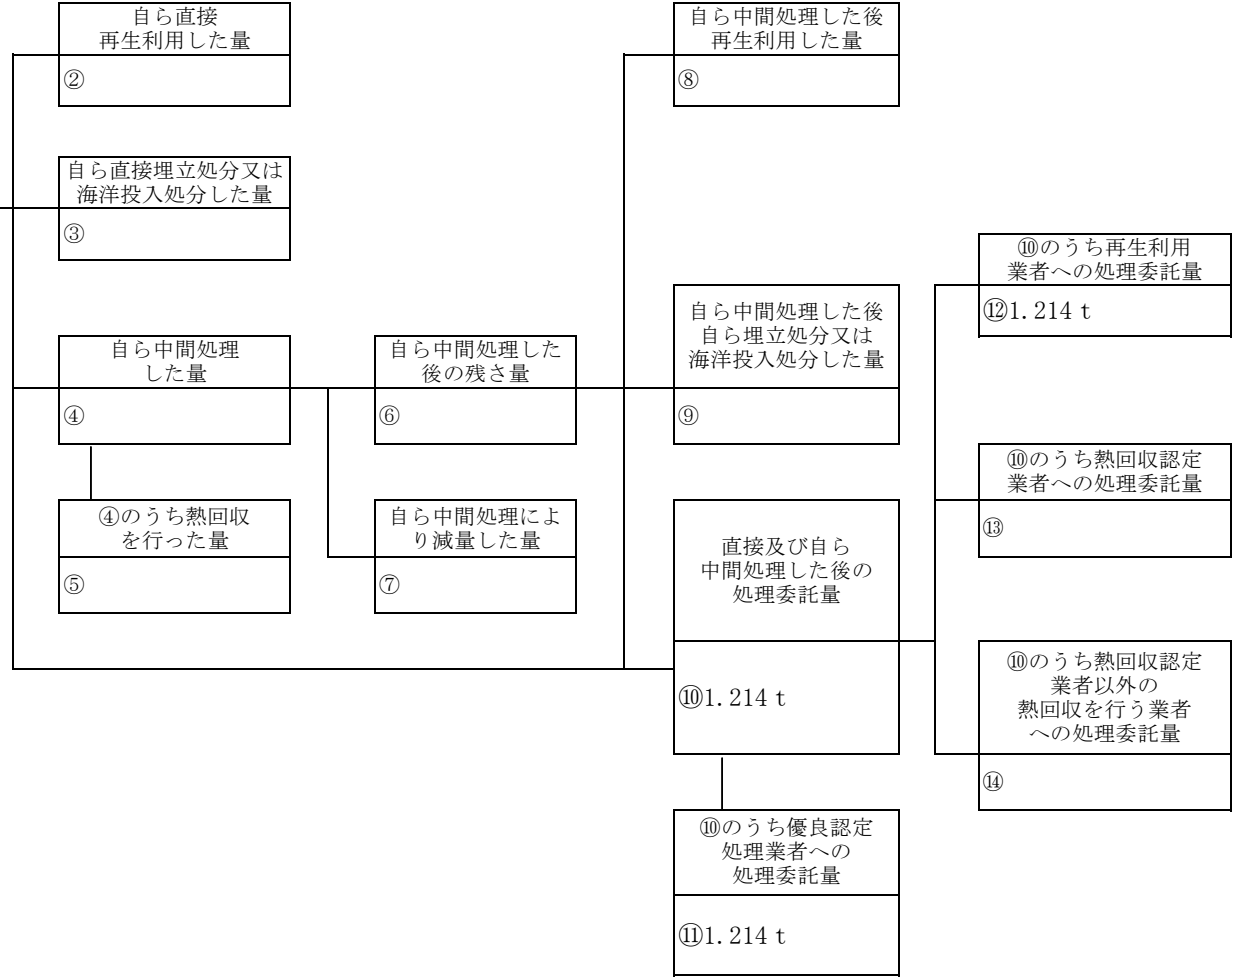 自ら直接
再生利用した量
②
自ら中間処理した後
再生利用した量
⑧
自ら直接埋立処分又は
海洋投入処分した量
③
⑩のうち再生利用
業者への処理委託量
⑫1.214 t
自ら中間処理した後
自ら埋立処分又は
海洋投入処分した量
⑨
自ら中間処理
した量
④
自ら中間処理した
後の残さ量
⑥
⑩のうち熱回収認定
業者への処理委託量
⑬
④のうち熱回収
を行った量
⑤
自ら中間処理によ
り減量した量
⑦
直接及び自ら
中間処理した後の
処理委託量
⑩1.214 t
⑩のうち熱回収認定
業者以外の
熱回収を行う業者
への処理委託量
⑭
⑩のうち優良認定
処理業者への
処理委託量
⑪1.214 t